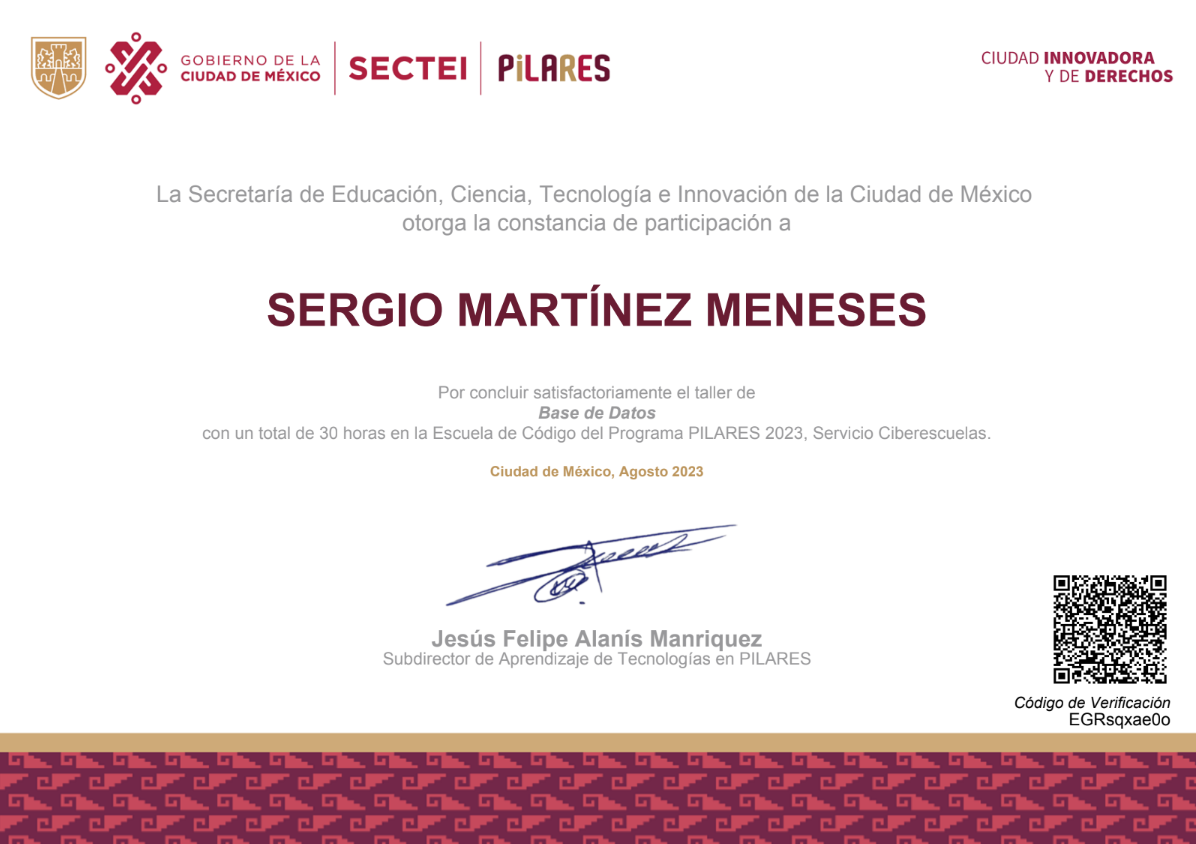 GOBIERNO DE LA
CIUDAD DE MÉXICO
SECTEI
PiLARES
CIUDAD INNOVADORA
Y DE DERECHOS
La Secretaría de Educación, Ciencia, Tecnología e Innovación de la Ciudad de México
otorga la constancia de participación a
SERGIO MARTÍNEZ MENESES
Por concluir satisfactoriamente el taller de
Base de Datos
con un total de 30 horas en la Escuela de Código del Programa PILARES 2023, Servicio Ciberescuelas.
Ciudad de México, Agosto 2023
Jesús Felipe Alanís Manriquez
Subdirector de Aprendizaje de Tecnologías en PILARES
Código de Verificación
EGRsqxae0o